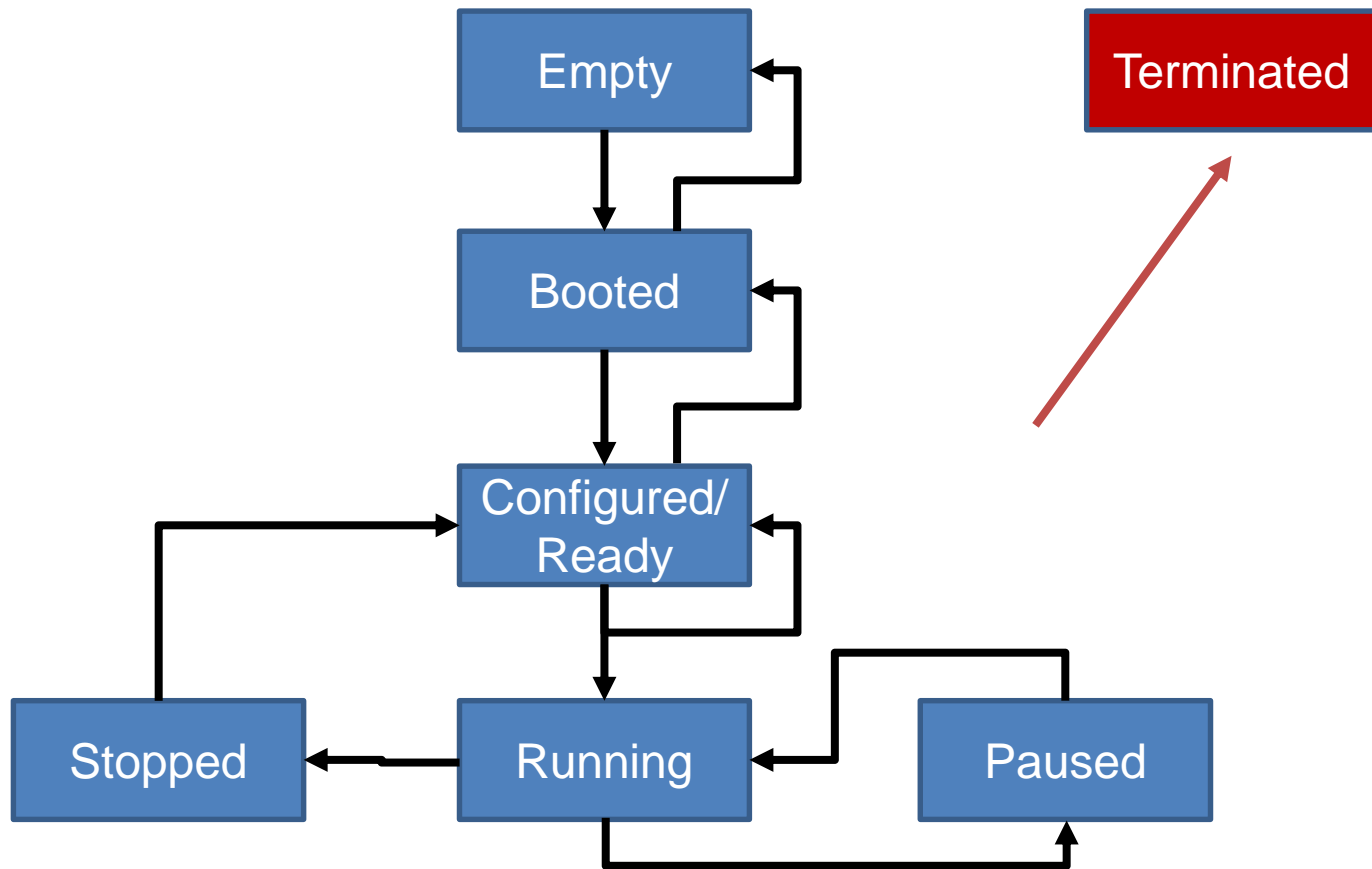 Empty
Terminated
Booted
Configured/
Ready
Stopped
Running
Paused